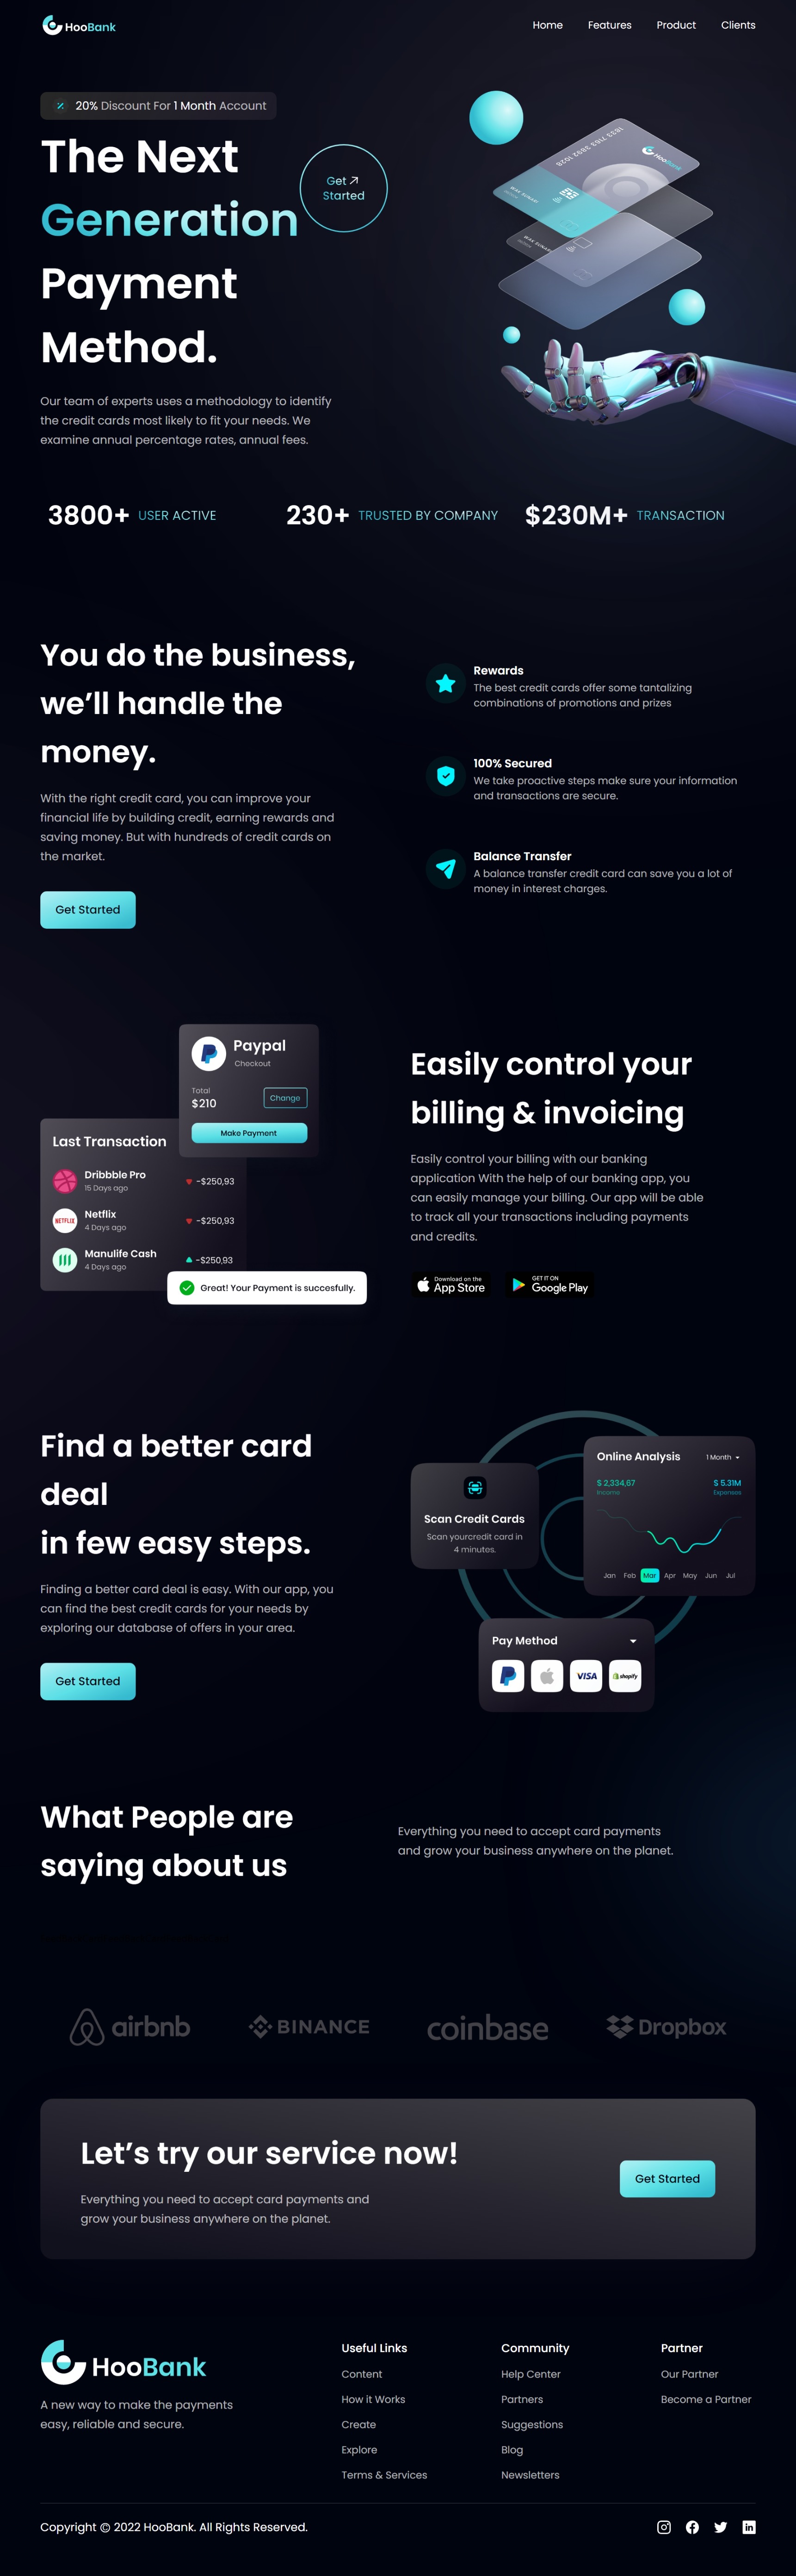 HooBank
Home Features Product Clients
20% Discount For 1 Month Account
The Next
Generation
Payment
Method.
Get
Started
Our team of experts uses a methodology to identify
the credit cards most likely to fit your needs. We
examine annual percentage rates, annual fees.
HooBank
3800+ USER ACTIVE
230+ TRUSTED BY COMPANY
$230M+ TRANSACTION
You do the business,
we’ll handle the
money.
With the right credit card, you can improve your
financial life by building credit, earning rewards and
saving money. But with hundreds of credit cards on
the market.
Get Started
Rewards
The best credit cards offer some tantalizing
combinations of promotions and prizes
100% Secured
We take proactive steps make sure your information
and transactions are secure.
Balance Transfer
A balance transfer credit card can save you a lot of
money in interest charges.
Paypal
Checkout
Total
$210
Change
Make Payment
Last Transaction
Dribbble Pro
15 Days ago
-$250,93
NETFLIX
Netflix
4 Days ago
-$250,93
Manulife Cash
4 Days ago
-$250,93
Great! Your Payment is succesfully.
Easily control your
billing & invoicing
Easily control your billing with our banking
application With the help of our banking app, you
can easily manage your billing. Our app will be able
to track all your transactions including payments
and credits.
Download on the
App Store
GET IT ON
Google Play
Find a better card
deal
in few easy steps.
Finding a better card deal is easy. With our app, you
can find the best credit cards for your needs by
exploring our database of offers in your area.
Get Started
Scan Credit Cards
Scan yourcredit card in
4 minutes.
Online Analysis
1 Month
$ 2,334,67
Income
$ 5.31M
Expenses
Jan Feb Mar Apr May Jun Jul
Pay Method
VISA
shopify
What People are
saying about us
Everything you need to accept card payments
and grow your business anywhere on the planet.
airbnb
BINANCE
coinbase
Dropbox
Let’s try our service now!
Everything you need to accept card payments and
grow your business anywhere on the planet.
Get Started
HooBank
A new way to make the payments
easy, reliable and secure.
Useful Links
Content
How it Works
Create
Explore
Terms & Services
Community
Help Center
Partners
Suggestions
Blog
Newsletters
Partner
Our Partner
Become a Partner
Copyright © 2022 HooBank. All Rights Reserved.